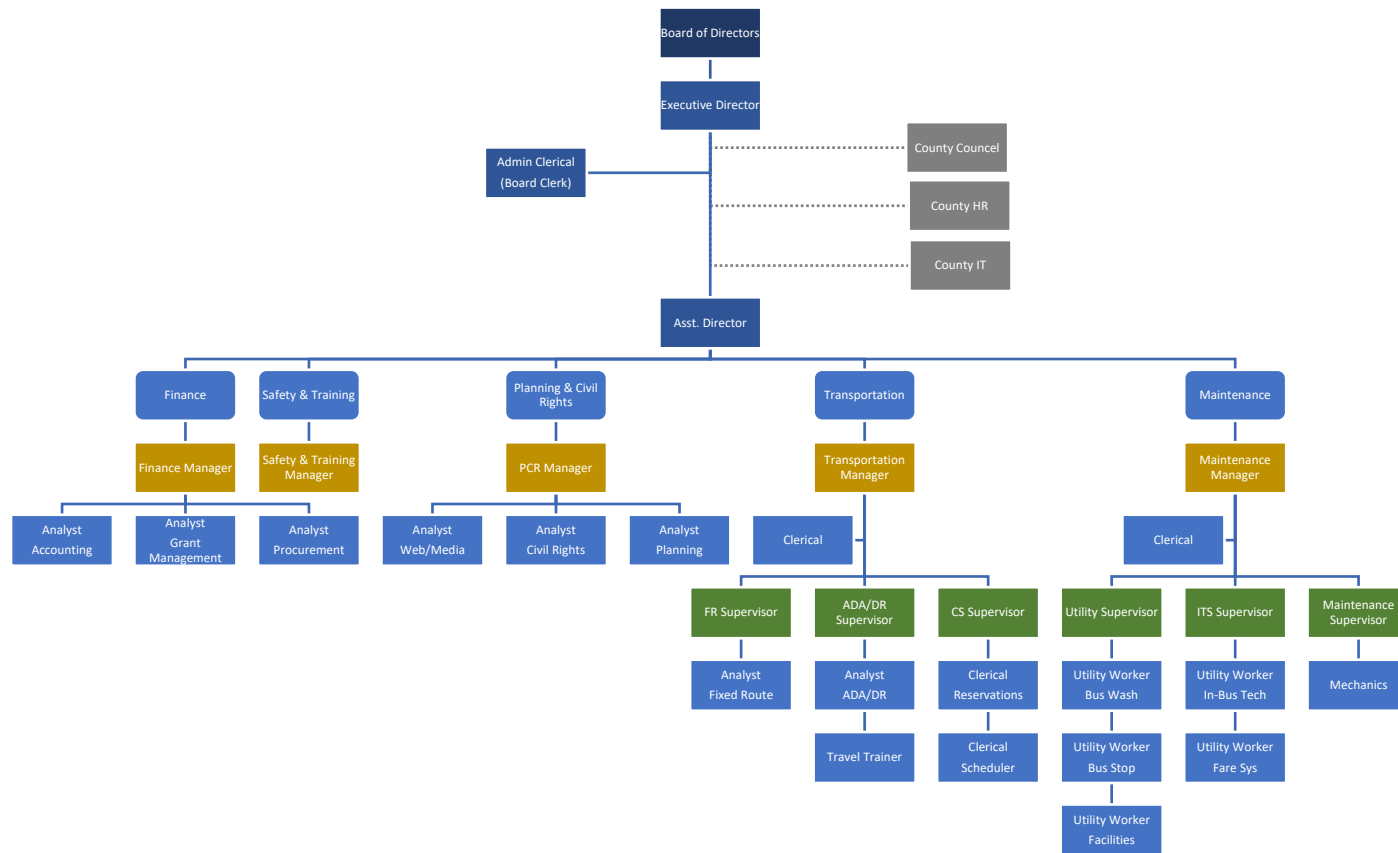 Board of Directors
Executive Director
County Councel
Admin Clerical
(Board Clerk)
County HR
County IT
Asst. Director
Finance
Safety & Training
Planning & Civil
Rights
Transportation
Maintenance
Finance Manager
Safety & Training
Manager
PCR Manager
Transportation
Manager
Maintenance
Manager
Analyst
Accounting
Analyst
Grant
Management
Analyst
Procurement
Analyst
Web/Media
Analyst
Civil Rights
Analyst
Planning
Clerical
Clerical
FR Supervisor
ADA/DR
Supervisor
CS Supervisor
Utility Supervisor
ITS Supervisor
Maintenance
Supervisor
Analyst
Fixed Route
Analyst
ADA/DR
Clerical
Reservations
Utility Worker
Bus Wash
Utility Worker
In-Bus Tech
Mechanics
Travel Trainer
Clerical
Scheduler
Utility Worker
Bus Stop
Utility Worker
Fare Sys
Utility Worker
Facilities